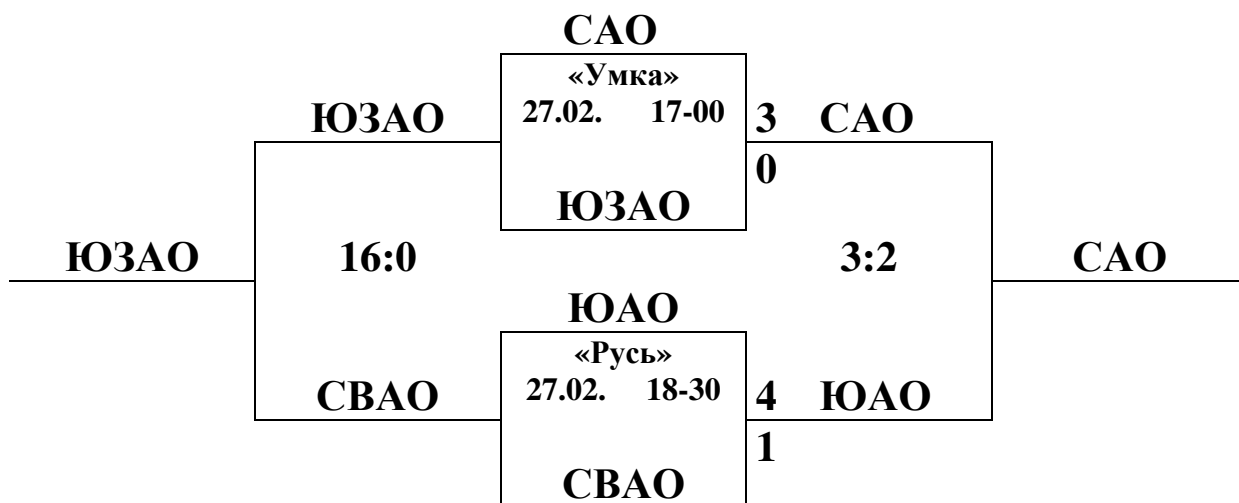 САО
«Умка»
ЮЗАО 27.02. 17-00 3 САО
0
ЮЗАО
ЮЗАО 16:0 3:2 САО
ЮАО
«Русь»
СВАО 27.02. 18-30 4 ЮАО
1
СВАО